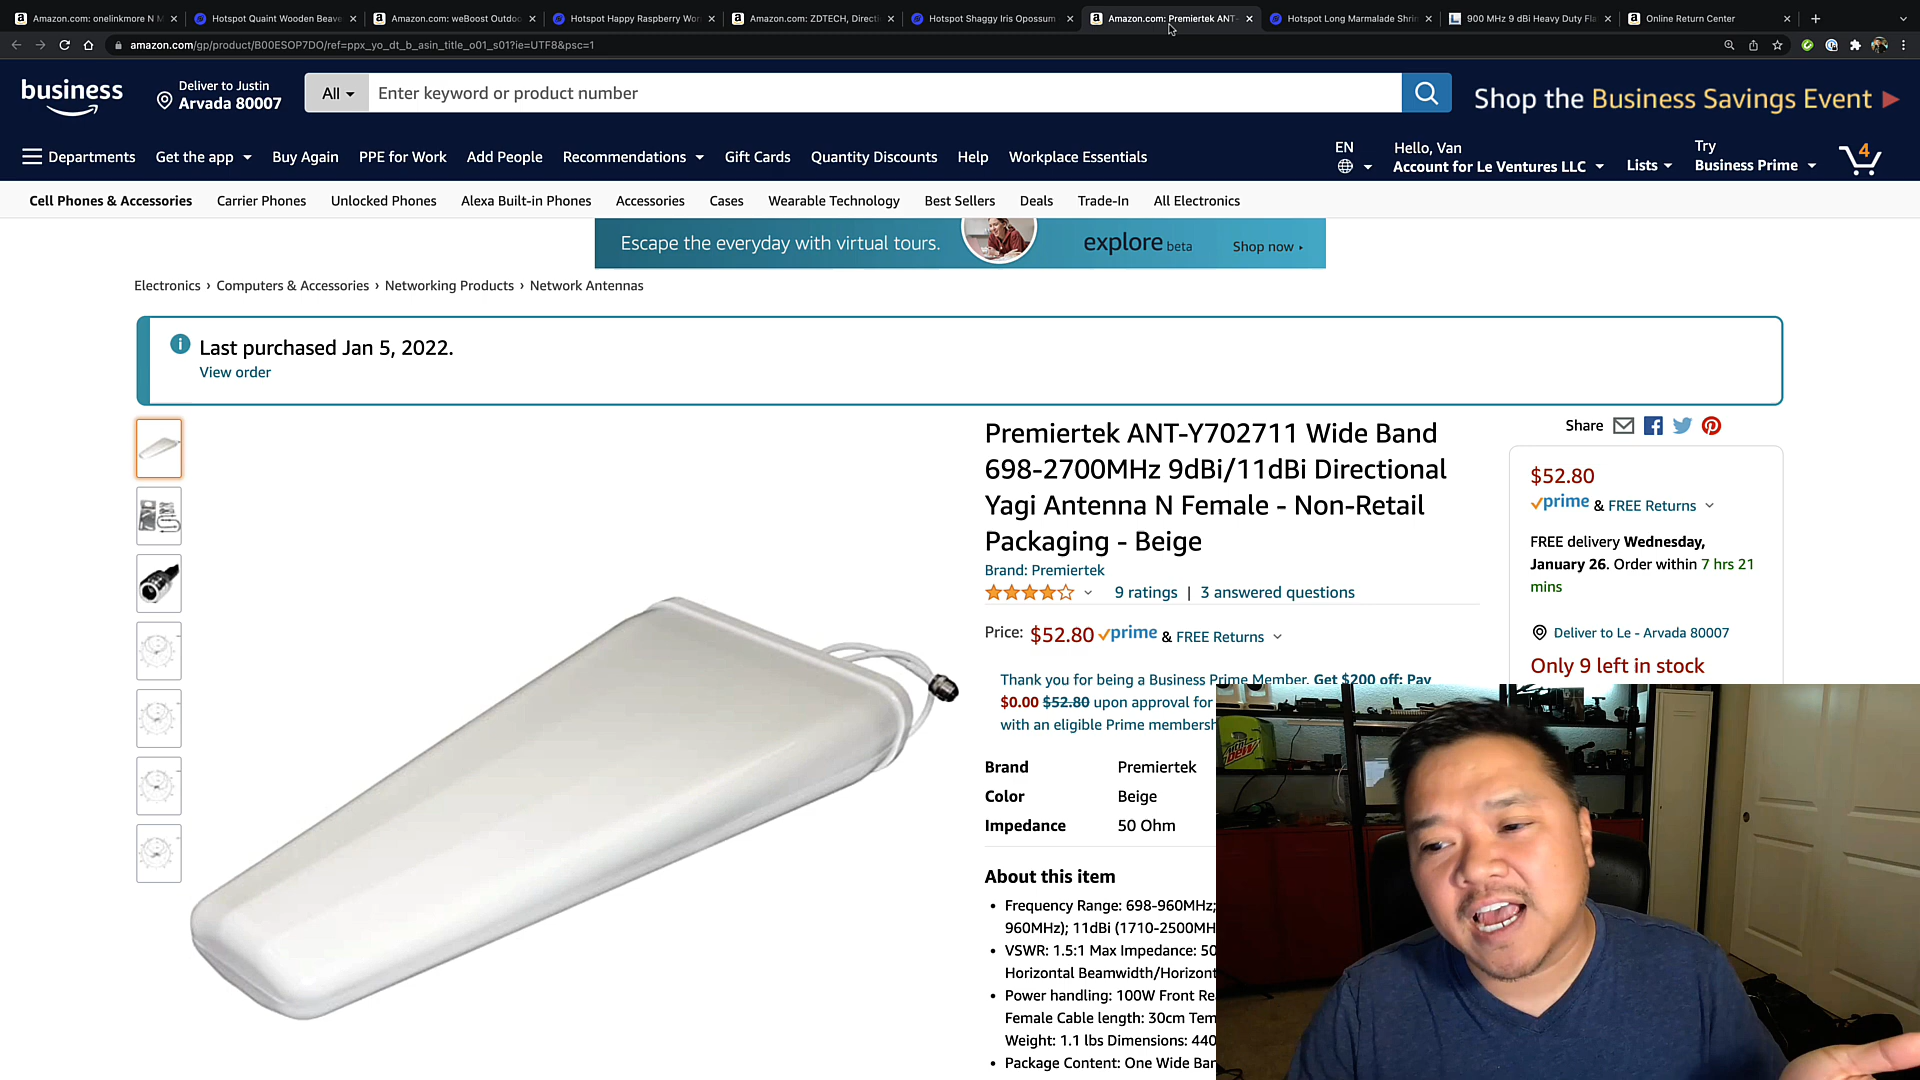 Amazon.com: onelinkmore N M
Hotspot Quaint Wooden Beave
Amazon.com: weBoost Outdoo
Hotspot Happy Raspberry Wor
Amazon.com: ZDTECH, Directi
Hotspot Shaggy Iris Opossum
Amazon.com: Premiertek ANT-
Hotspot Long Marmalade Shrim
900 MHz 9 dBi Heavy Duty Fla
Online Return Center
amazon.com/gp/product/B00ESOP7DO/ref=ppx_yo_dt_b_asin_title_o01_s01?ie=UTF8&psc=1
business
Deliver to Justin
Arvada 80007
All
Enter keyword or product number
Shop the Business Savings Event
Departments
Get the app
Buy Again
PPE for Work
Add People
Recommendations
Gift Cards
Quantity Discounts
Help
Workplace Essentials
EN
Hello, Van
Account for Le Ventures LLC
Lists
Try
Business Prime
4
Cell Phones & Accessories
Carrier Phones
Unlocked Phones
Alexa Built-in Phones
Accessories
Cases
Wearable Technology
Best Sellers
Deals
Trade-In
All Electronics
Escape the everyday with virtual tours.
explore beta
Shop now
Electronics › Computers & Accessories › Networking Products › Network Antennas
Last purchased Jan 5, 2022.
View order
Premiertek ANT-Y702711 Wide Band
698-2700MHz 9dBi/11dBi Directional
Yagi Antenna N Female - Non-Retail
Packaging - Beige
Brand: Premiertek
9 ratings | 3 answered questions
Price: $52.80 prime & FREE Returns
Thank you for being a Business Prime Member. Get $200 off: Pay
$0.00 $52.80 upon approval for
with an eligible Prime membersh
Brand Premiertek
Color Beige
Impedance 50 Ohm
About this item
• Frequency Range: 698-960MHz;
960MHz); 11dBi (1710-2500MH
• VSWR: 1.5:1 Max Impedance: 50
Horizontal Beamwidth/Horizont
• Power handling: 100W Front Re
Female Cable length: 30cm Tem
Weight: 1.1 lbs Dimensions: 440
• Package Content: One Wide Ban
Share
$52.80
prime & FREE Returns
FREE delivery Wednesday,
January 26. Order within 7 hrs 21
mins
Deliver to Le - Arvada 80007
Only 9 left in stock